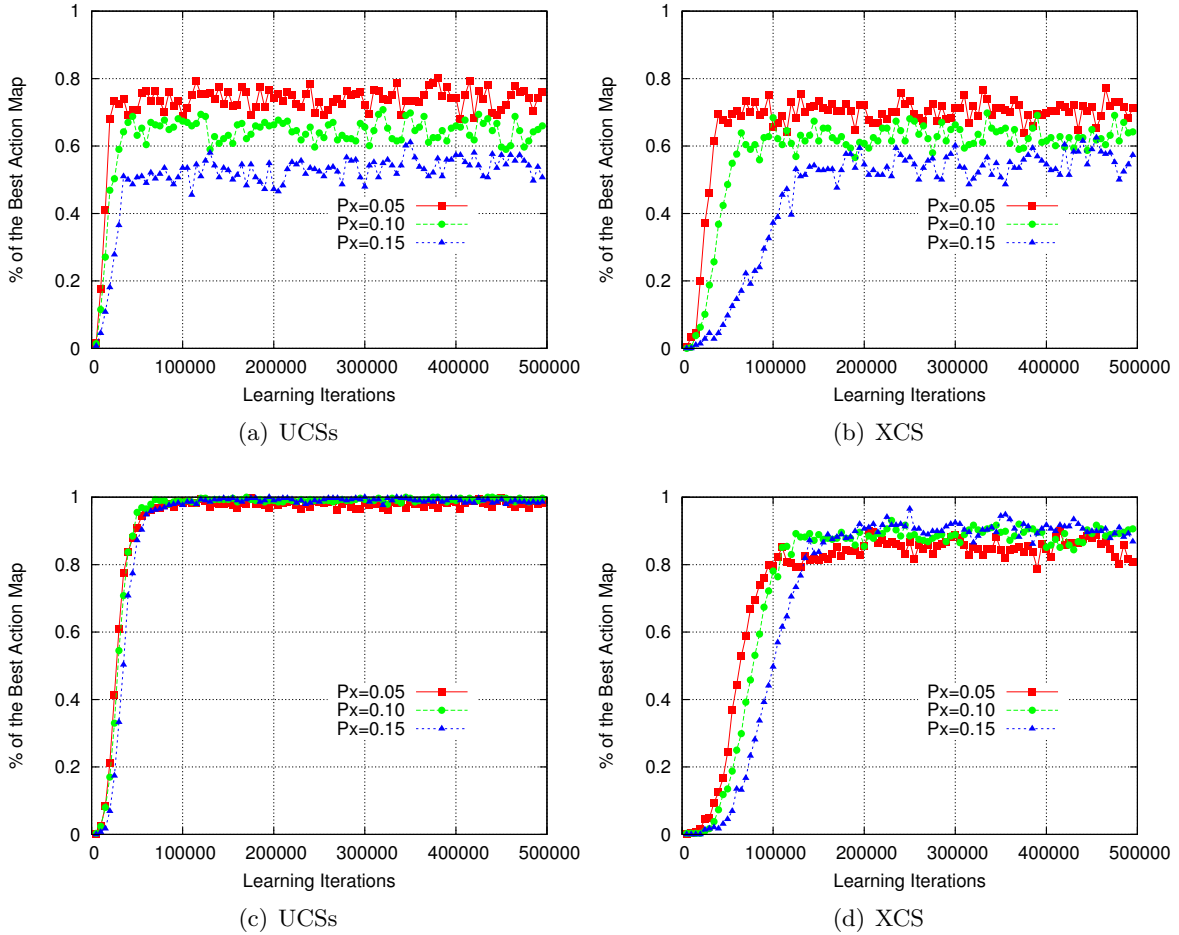 1
0.8
0.6
0.4
0.2
0
% of the Best Action Map
Px=0.05
Px=0.10
Px=0.15
0 100000 200000 300000 400000 500000
Learning Iterations
(a) UCSs
1
0.8
0.6
0.4
0.2
0
% of the Best Action Map
Px=0.05
Px=0.10
Px=0.15
0 100000 200000 300000 400000 500000
Learning Iterations
(b) XCS
1
0.8
0.6
0.4
0.2
0
% of the Best Action Map
Px=0.05
Px=0.10
Px=0.15
0 100000 200000 300000 400000 500000
Learning Iterations
(c) UCSs
1
0.8
0.6
0.4
0.2
0
% of the Best Action Map
Px=0.05
Px=0.10
Px=0.15
0 100000 200000 300000 400000 500000
Learning Iterations
(d) XCS